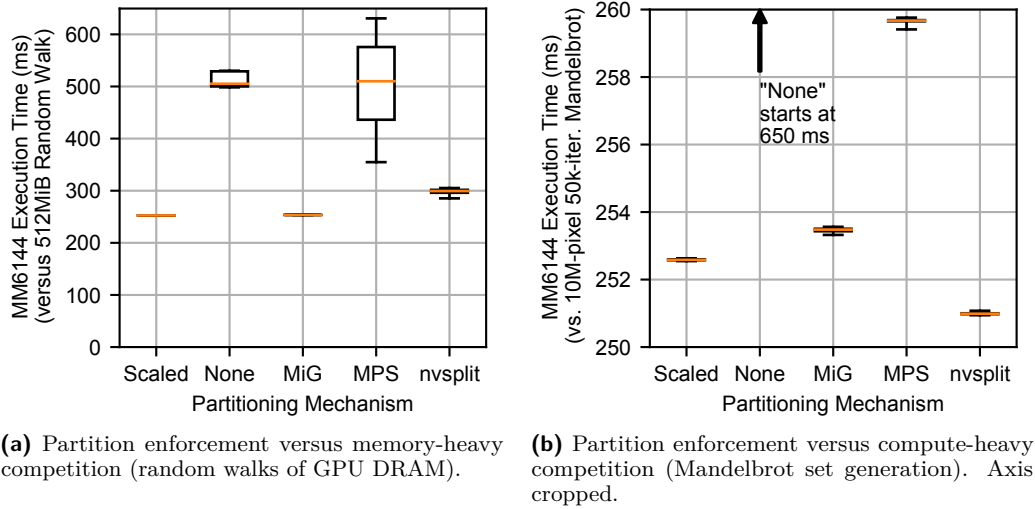 MM6144 Execution Time (ms)
(versus 512MiB Random Walk)
600
500
400
300
200
100
0
Scaled None MiG MPS nvsplit
Partitioning Mechanism
(a) Partition enforcement versus memory-heavy
competition (random walks of GPU DRAM).
MM6144 Execution Time (ms)
(vs. 10M-pixel 50k-iter. Mandelbrot)
260
258
256
254
252
250
"None"
starts at
650 ms
Scaled None MiG MPS nvsplit
Partitioning Mechanism
(b) Partition enforcement versus compute-heavy
competition (Mandelbrot set generation). Axis
cropped.